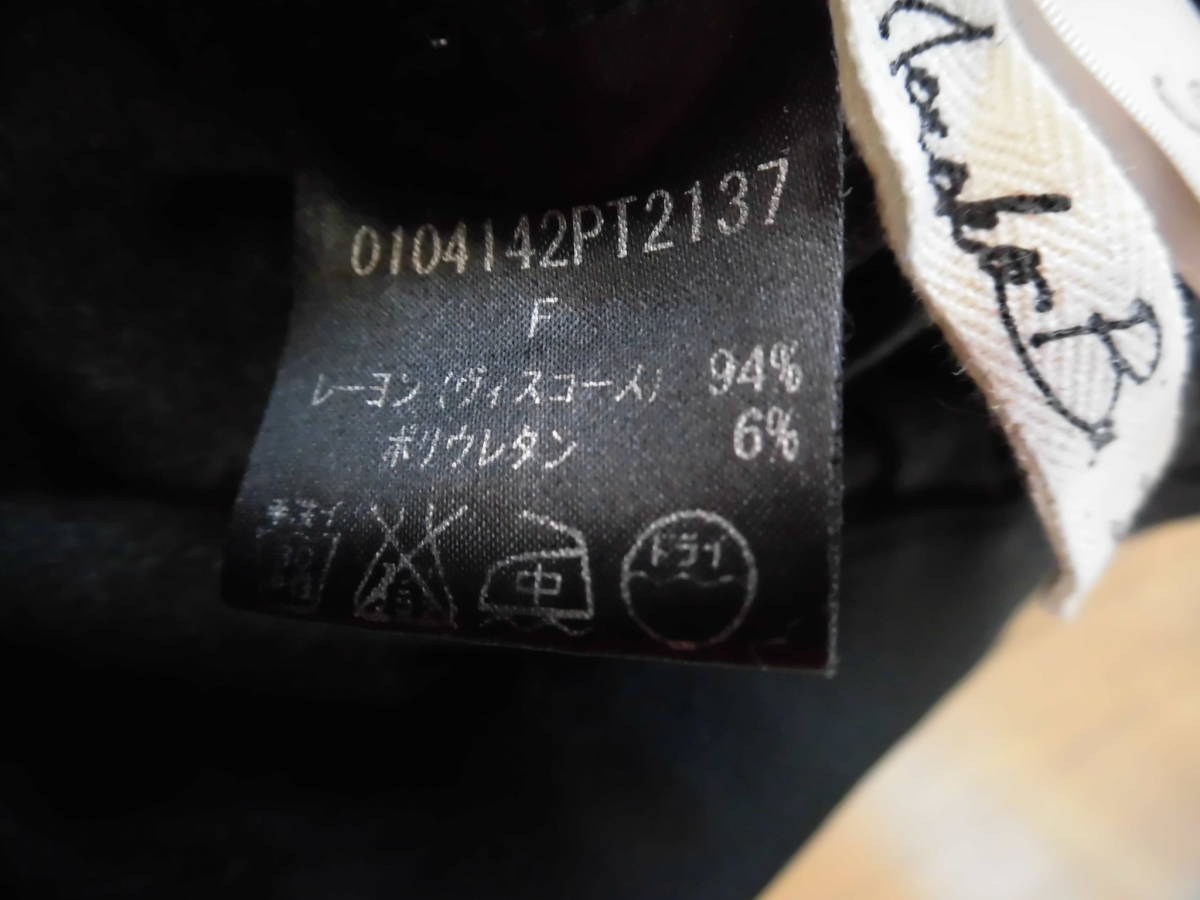 0104142PT2137
F
レーヨン(ヴィスコース) 94%
ポリウレタン 6%
中
ドライ